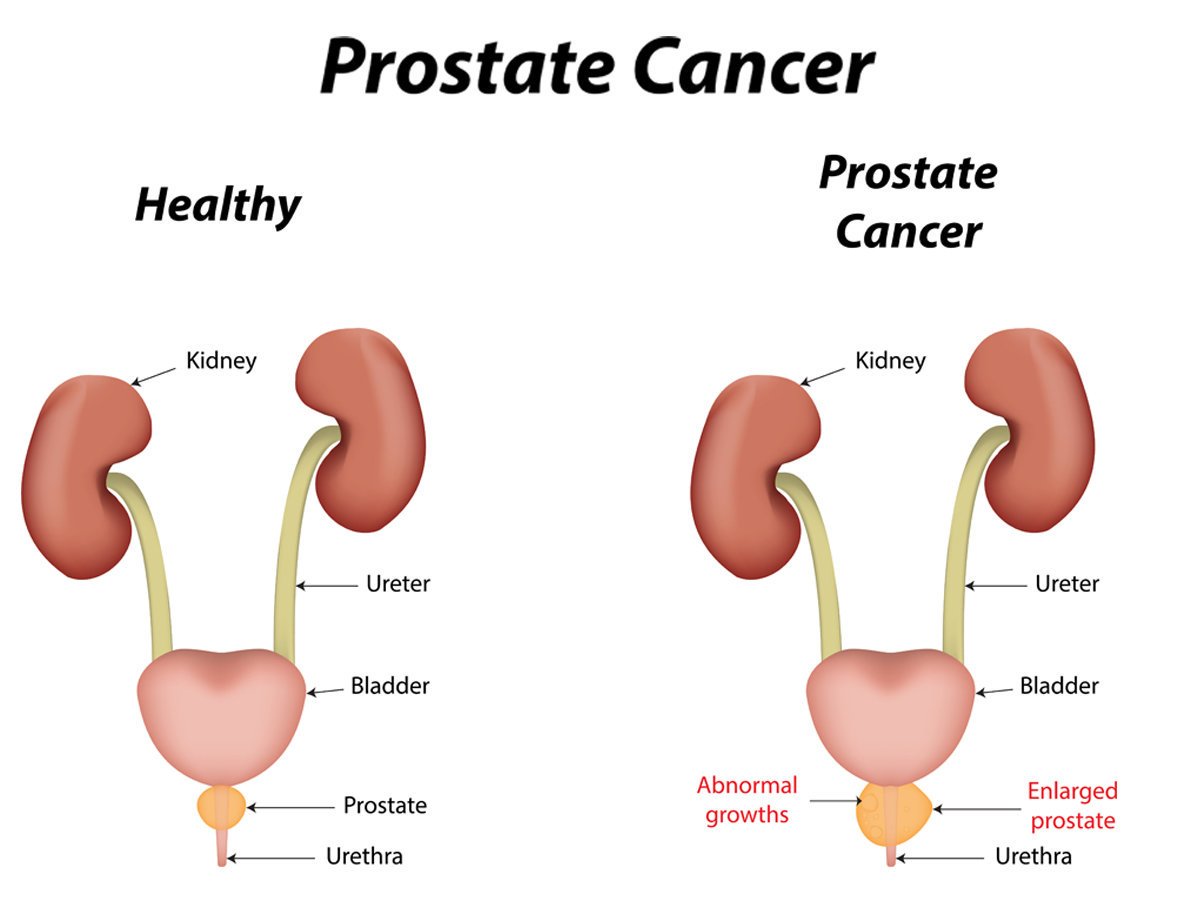 Prostate Cancer
Healthy
Prostate
Cancer
Kidney
Ureter
Bladder
Prostate
Urethra
Kidney
Ureter
Bladder
Abnormal
growths
Enlarged
prostate
Urethra